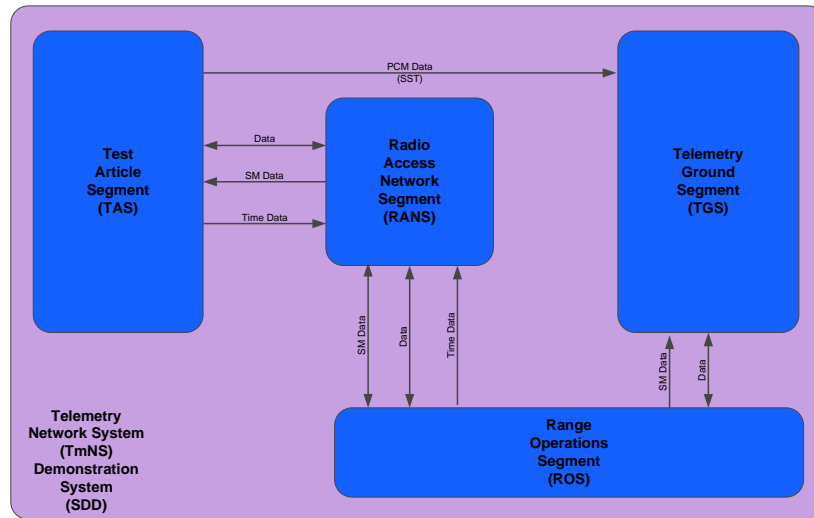 PCM Data
(SST)
Test
Article
Segment
(TAS)
Data
SM Data
Time Data
Radio
Access
Network
Segment
(RANS)
Telemetry
Ground
Segment
(TGS)
SM Data
Data
Time Data
SM Data
Data
Telemetry
Network System
(TmNS)
Demonstration
System
(SDD)
Range
Operations
Segment
(ROS)